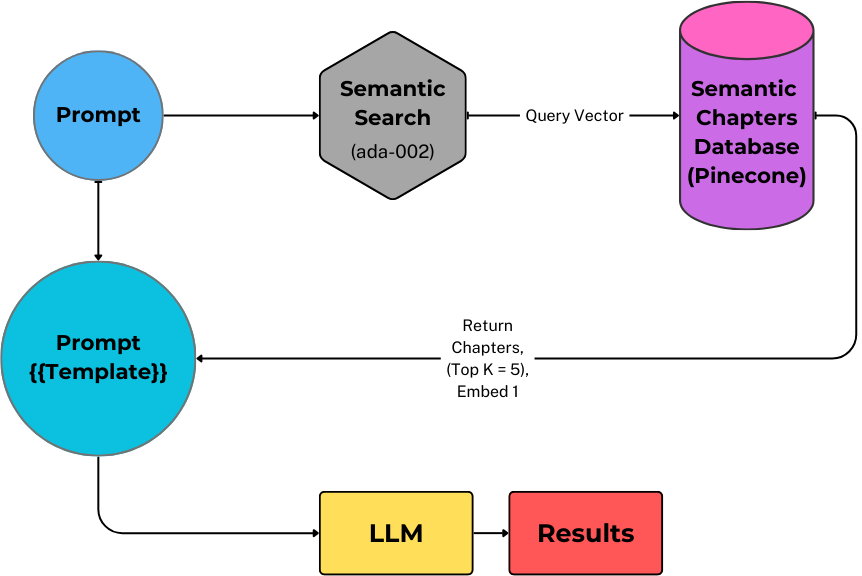 Prompt
Semantic
Search
(ada-002)
Query Vector
Semantic
Chapters
Database
(Pinecone)
Return
Chapters,
(Top K = 5),
Embed 1
Prompt
{{Template}}
LLM
Results